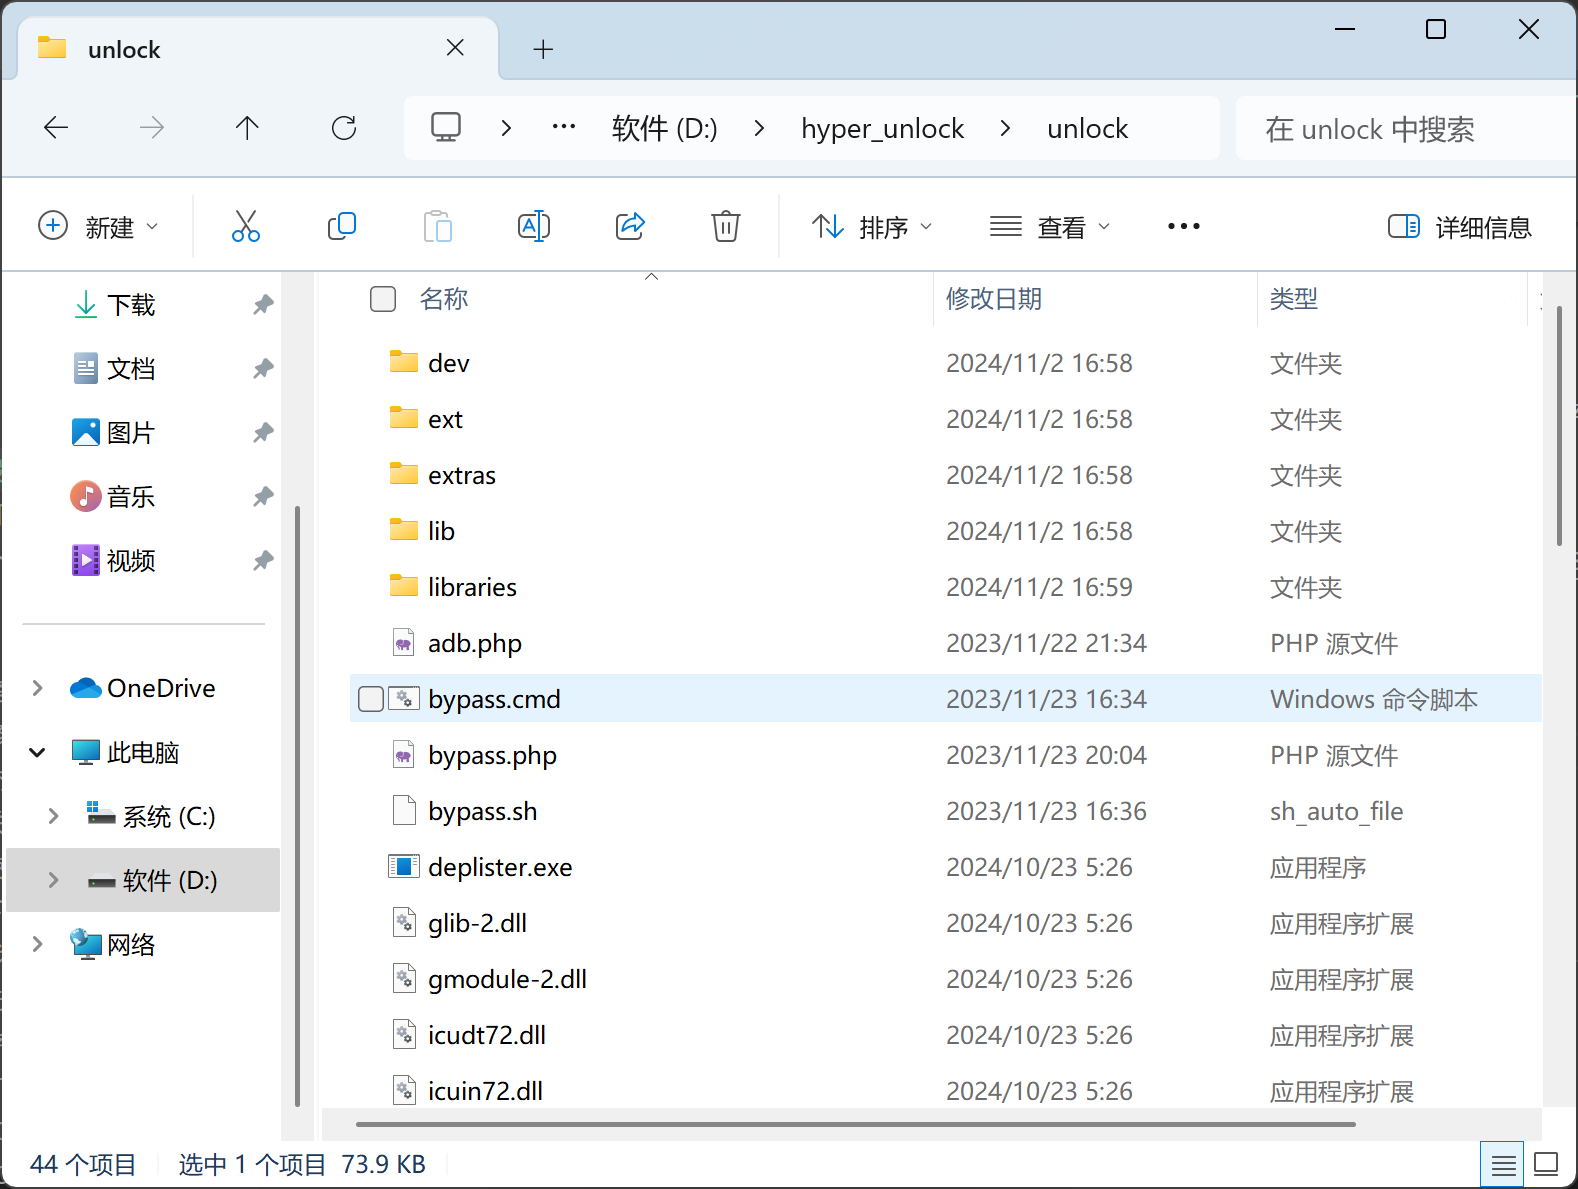 unlock
软件 (D:) hyper_unlock unlock 在 unlock 中搜索
新建 排序 查看 详细信息
下载
文档
图片
音乐
视频
OneDrive
此电脑
系统 (C:)
软件 (D:)
网络
名称 修改日期 类型
dev 2024/11/2 16:58 文件夹
ext 2024/11/2 16:58 文件夹
extras 2024/11/2 16:58 文件夹
lib 2024/11/2 16:58 文件夹
libraries 2024/11/2 16:59 文件夹
adb.php 2023/11/22 21:34 PHP 源文件
bypass.cmd 2023/11/23 16:34 Windows 命令脚本
bypass.php 2023/11/23 20:04 PHP 源文件
bypass.sh 2023/11/23 16:36 sh_auto_file
deplister.exe 2024/10/23 5:26 应用程序
glib-2.dll 2024/10/23 5:26 应用程序扩展
gmodule-2.dll 2024/10/23 5:26 应用程序扩展
icudt72.dll 2024/10/23 5:26 应用程序扩展
icuin72.dll 2024/10/23 5:26 应用程序扩展
44 个项目 选中 1 个项目 73.9 KB